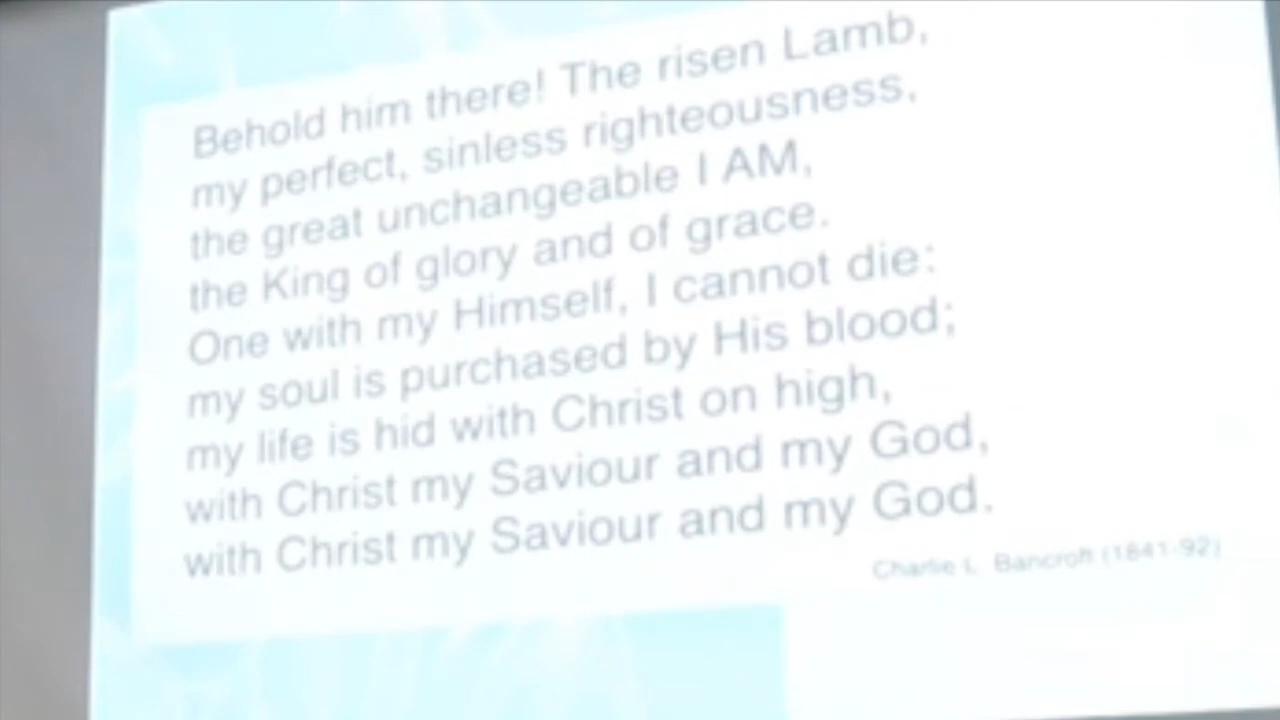 Behold him there! The risen Lamb,
my perfect, sinless righteousness,
the great unchangeable I AM,
the King of glory and of grace.
One with my Himself, I cannot die:
my soul is purchased by His blood;
my life is hid with Christ on high,
with Christ my Saviour and my God,
with Christ my Saviour and my God.
Charlie L Bancroft (1841-92)